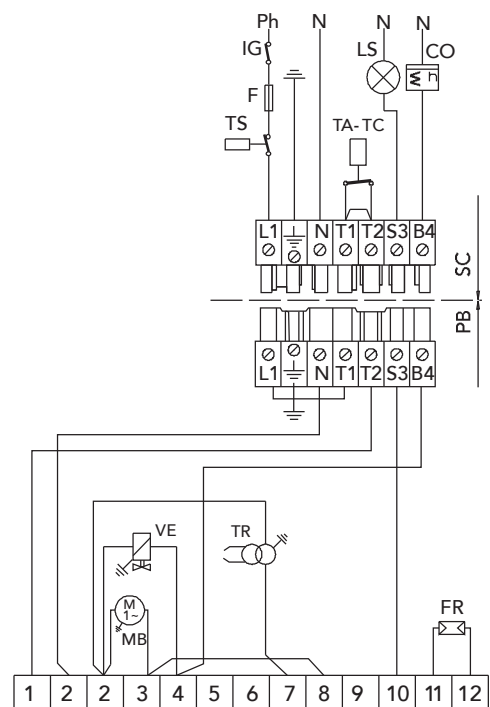 Ph N N N
IG LS CO
F
TS TA-TC
L1 N T1 T2 S3 B4
SC
PB
L1 N T1 T2 S3 B4
VE TR
M
1~
MB FR
1 2 2 3 4 5 6 7 8 9 10 11 12